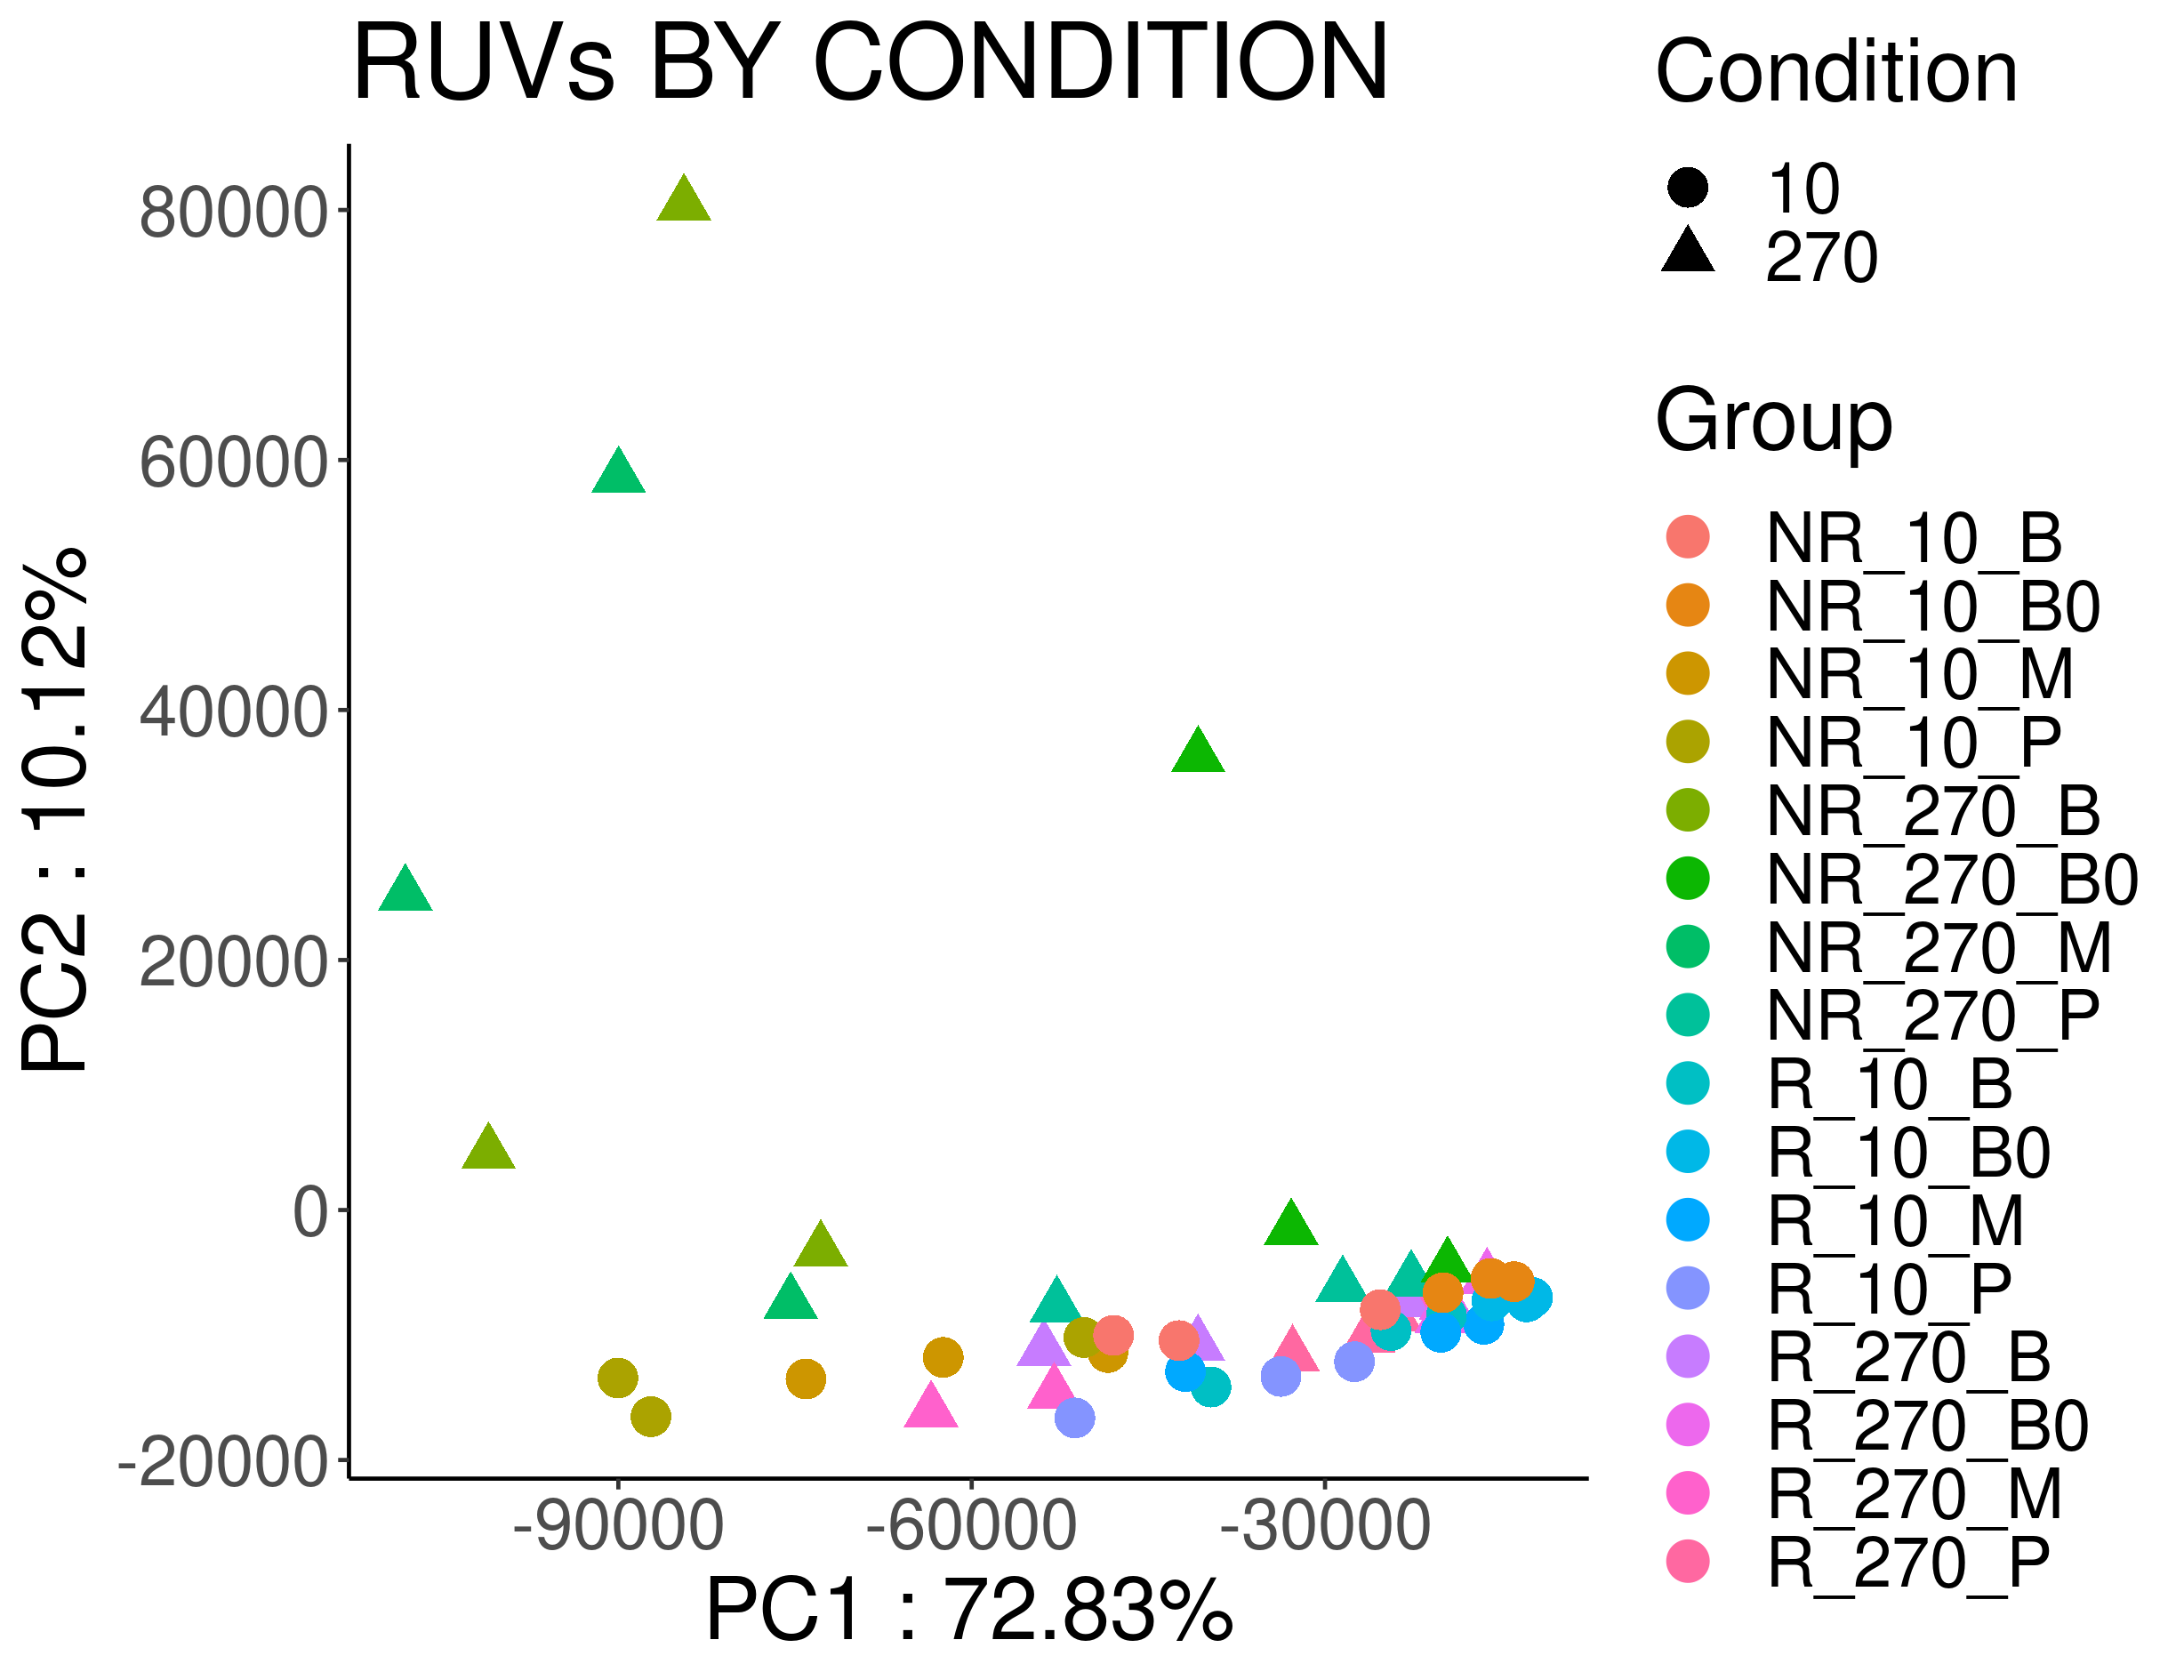 RUVs BY CONDITION
PC2 : 10.12%
80000
60000
40000
20000
0
-20000
-90000
-60000
-30000
PC1 : 72.83%
Condition
10
270
Group
NR_10_B
NR_10_B0
NR_10_M
NR_10_P
NR_270_B
NR_270_B0
NR_270_M
NR_270_P
R_10_B
R_10_B0
R_10_M
R_10_P
R_270_B
R_270_B0
R_270_M
R_270_P